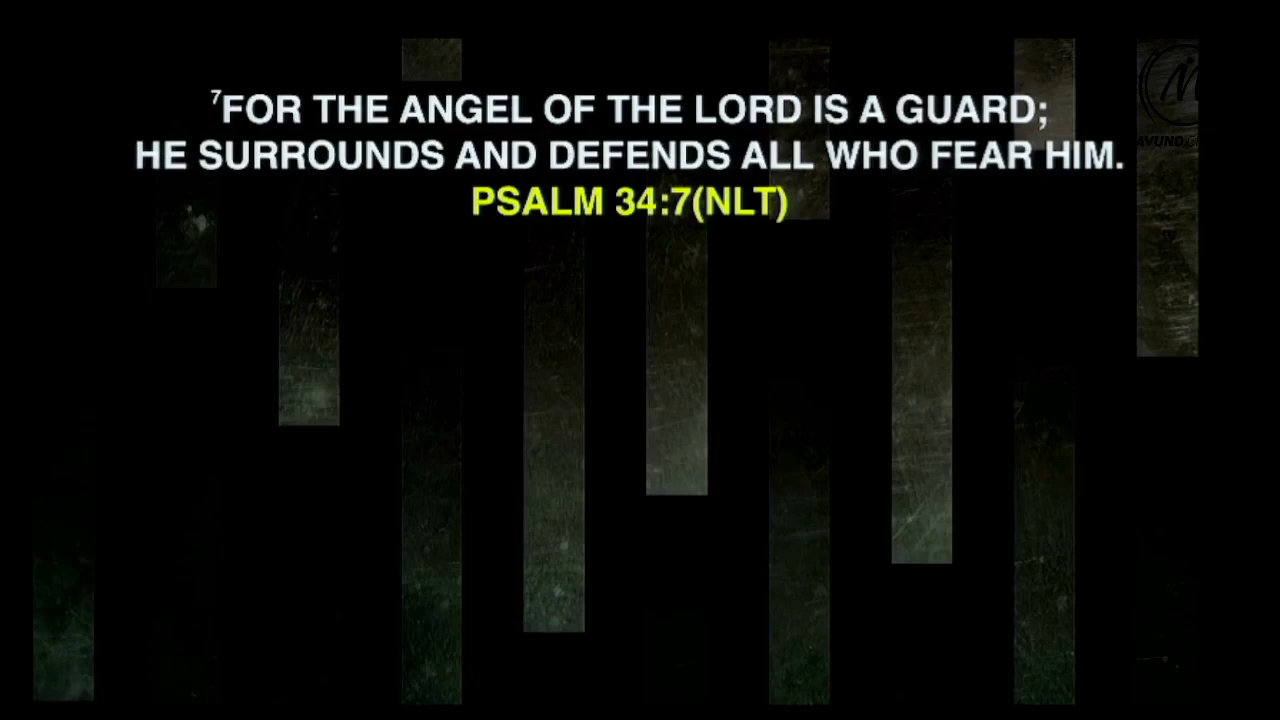 ⁷FOR THE ANGEL OF THE LORD IS A GUARD;
HE SURROUNDS AND DEFENDS ALL WHO FEAR HIM.
PSALM 34:7(NLT)